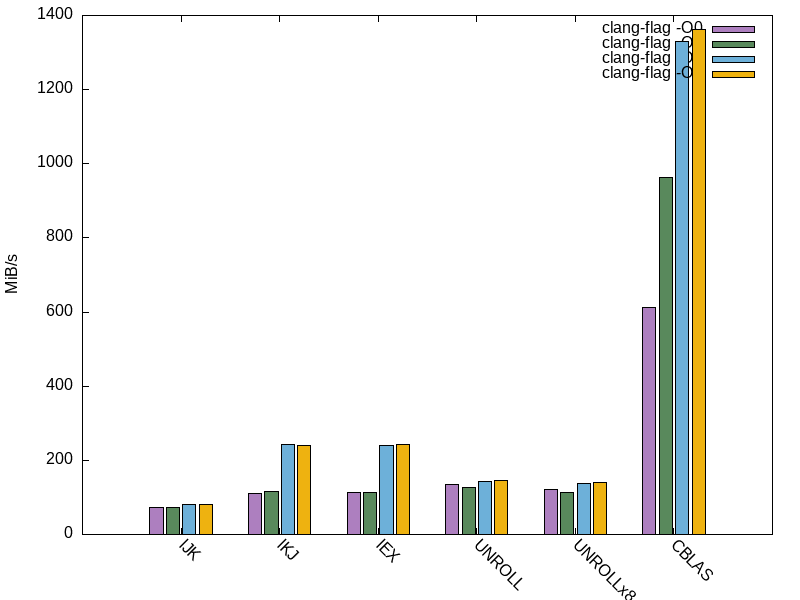 1400
1200
1000
800
600
400
200
0
MiB/s
clang-flag -O0
clang-flag
clang-flag
clang-flag -O
IJK
IKJ
IEX
UNROLL
UNROLLx8
CBLAS